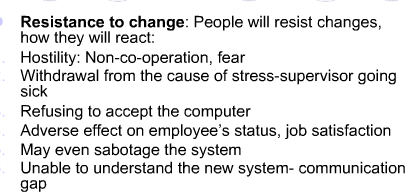 Resistance to change: People will resist changes,
how they will react:
Hostility: Non-co-operation, fear
Withdrawal from the cause of stress-supervisor going
sick
Refusing to accept the computer
Adverse effect on employee's status, job satisfaction
May even sabotage the system
Unable to understand the new system- communication
gap